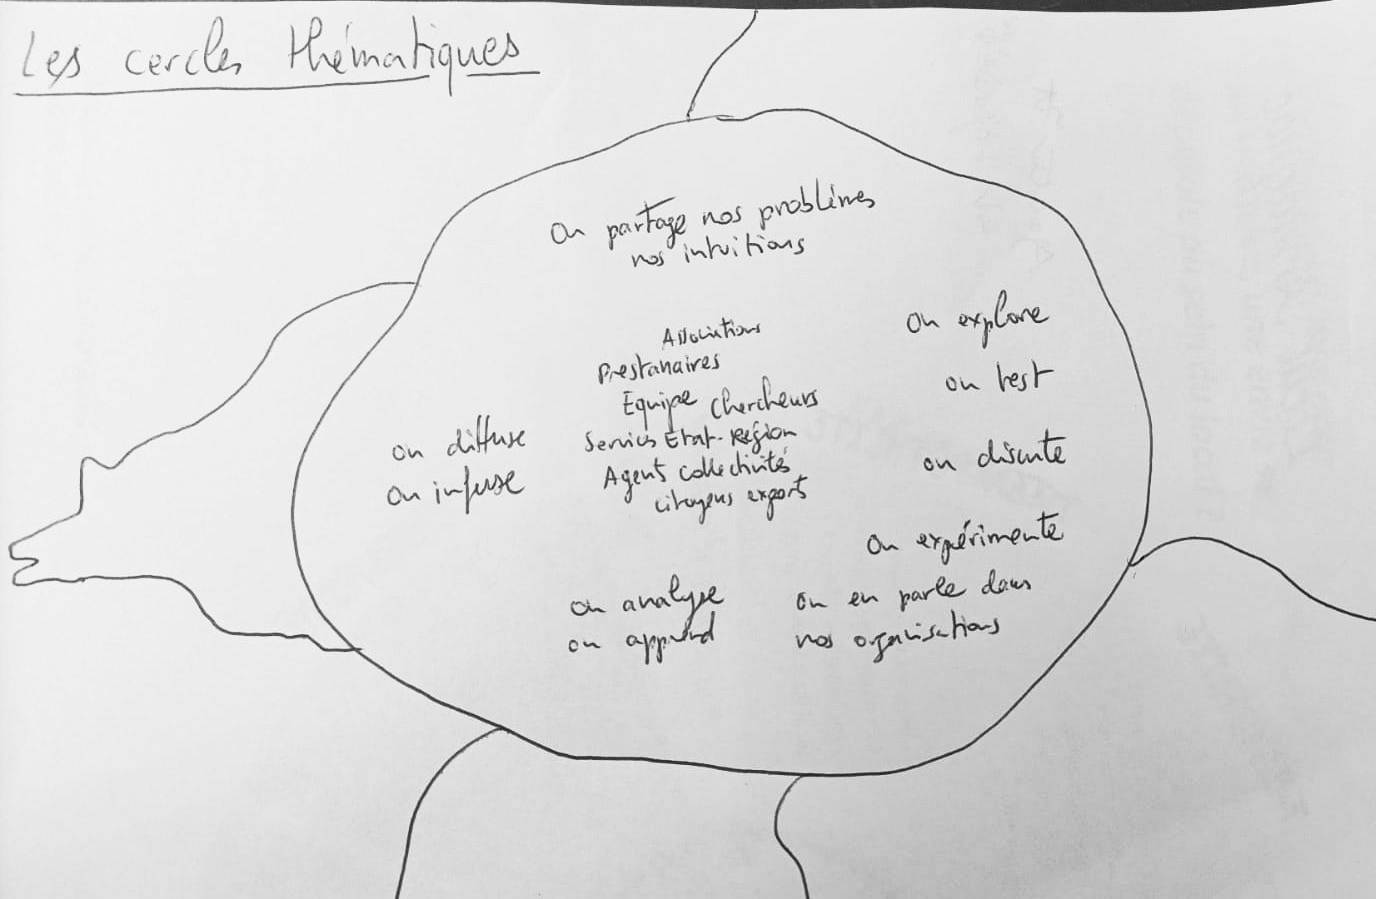 Les cercles thématiques
On partage nos problèmes
nos intuitions
Associations
Prestanaires
Equipe chercheurs
Services Etat-Région
Agents collectivités
citoyens expert
on explore
on test
on discute
on expérimente
on en parle dans
nos organisations
on analyse
on apprend
on diffuse
on infuse